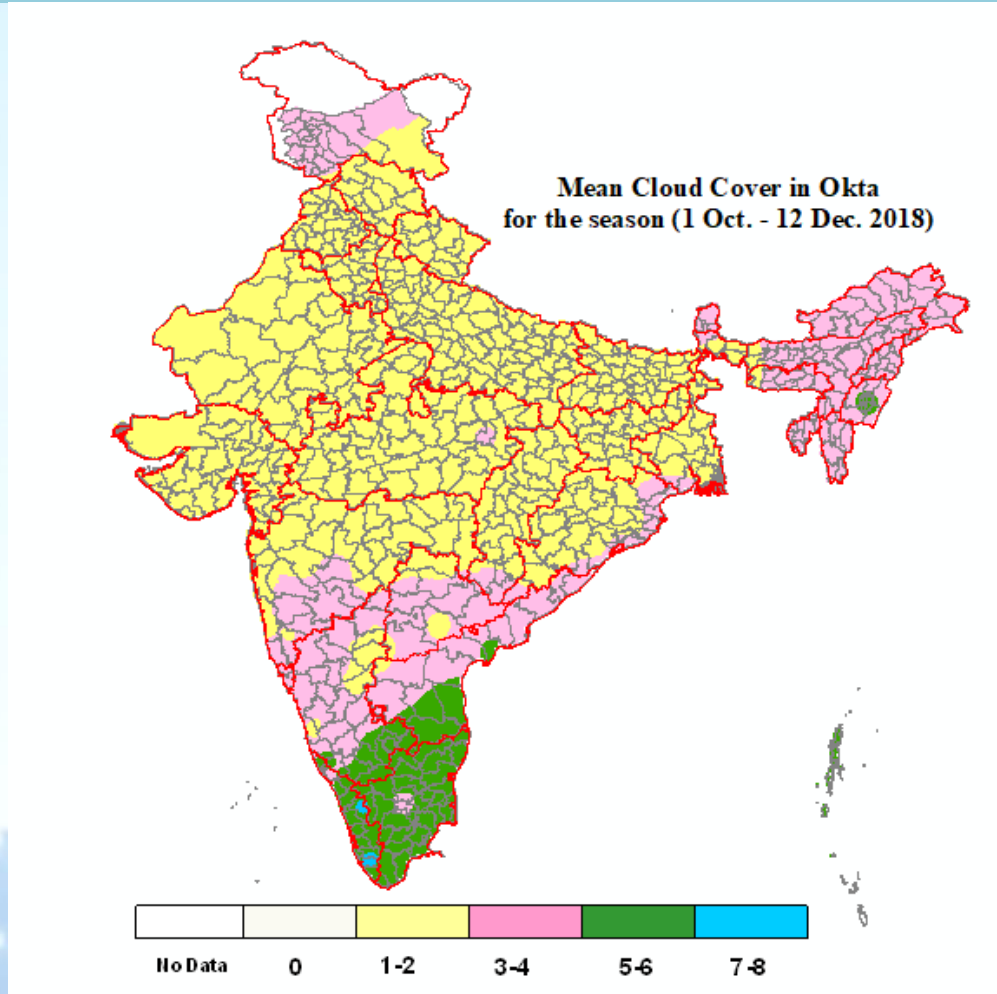 Mean Cloud Cover in Okta
for the season (1 Oct. - 12 Dec. 2018)
No Data 0 1-2 3-4 5-6 7-8